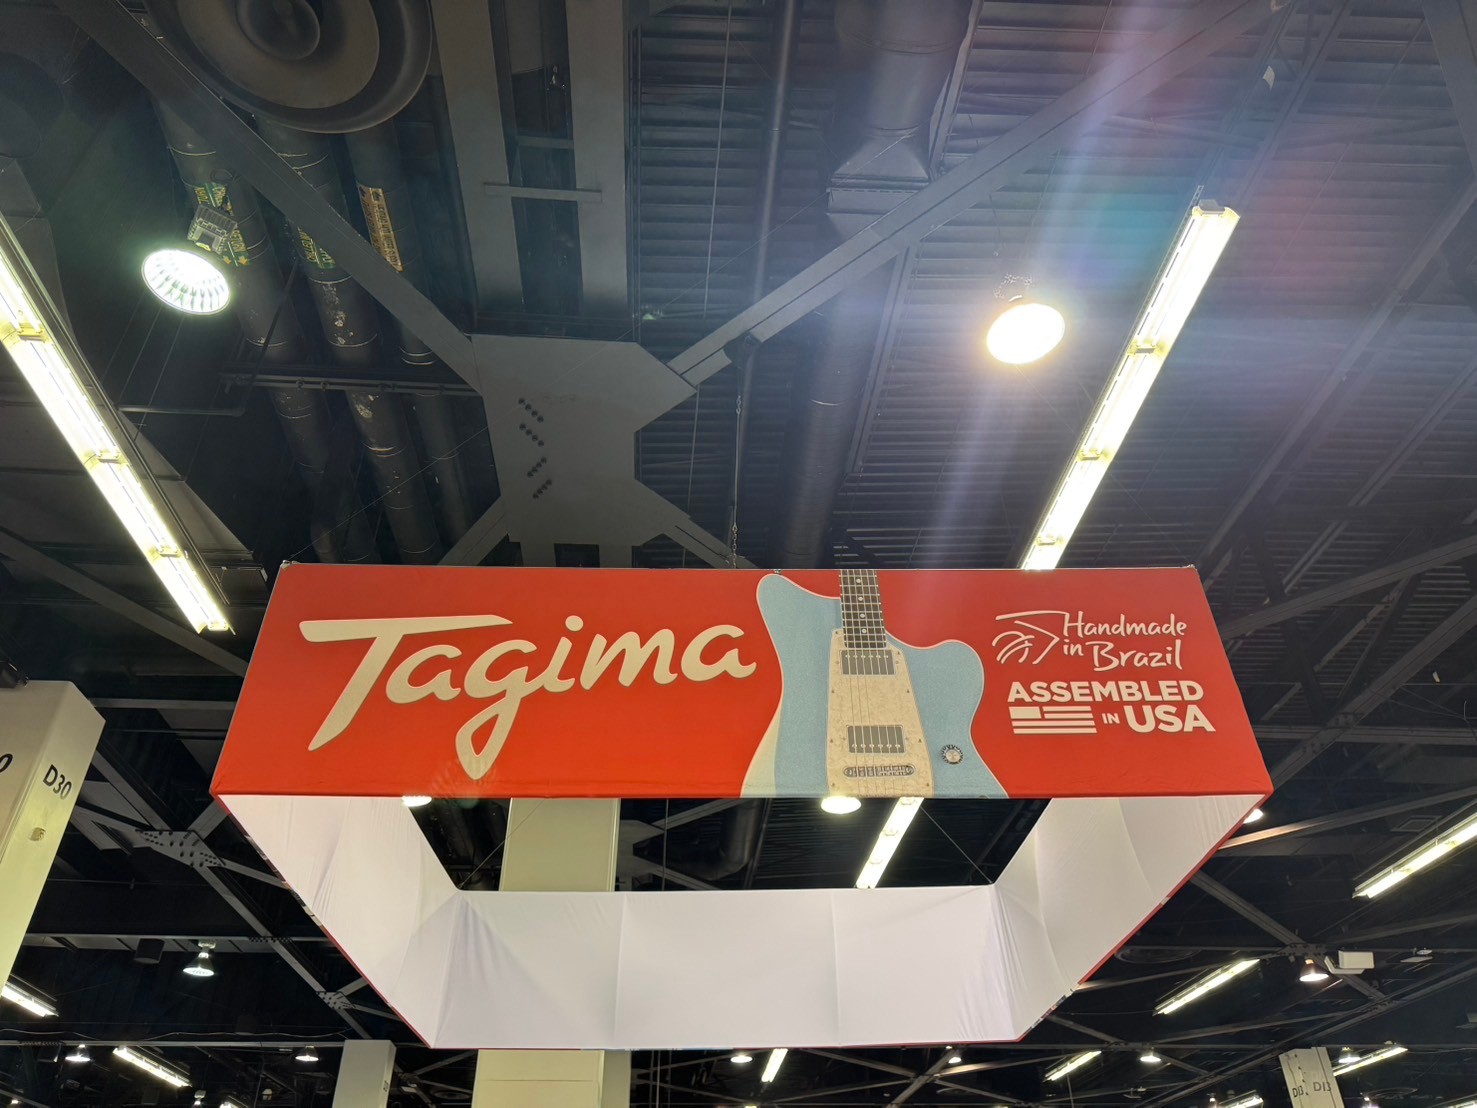 Tagima
Handmade
in Brazil
ASSEMBLED
IN USA
D30